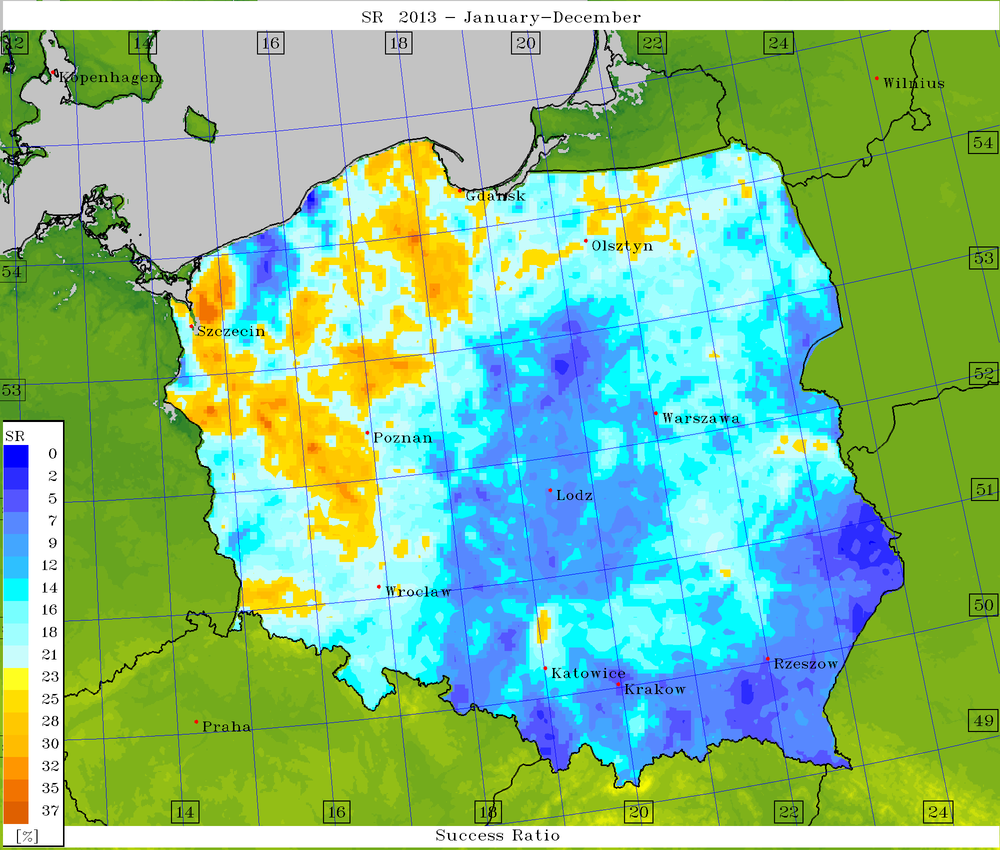 SR 2013 - January-December
12 14 16 18 20 22 24
Kopenhagen
Wilnius
54
Gdansk
Olsztyn
53
54
Szczecin
52
53
Warszawa
SR
Poznan
0
2
51
Lodz
5
7
9
12
14
Wroclaw
50
16
18
21
Rzeszow
23
Katowice
Krakow
25
28
49
Praha
30
32
35
37
14 16 18 20 22 24
[%]
Success Ratio